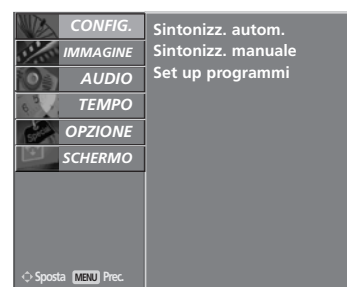 CONFIG.
IMMAGINE
AUDIO
TEMPO
OPZIONE
SCHERMO
Sintonizz. autom.
Sintonizz. manuale
Set up programmi
Sposta MENU Prec.